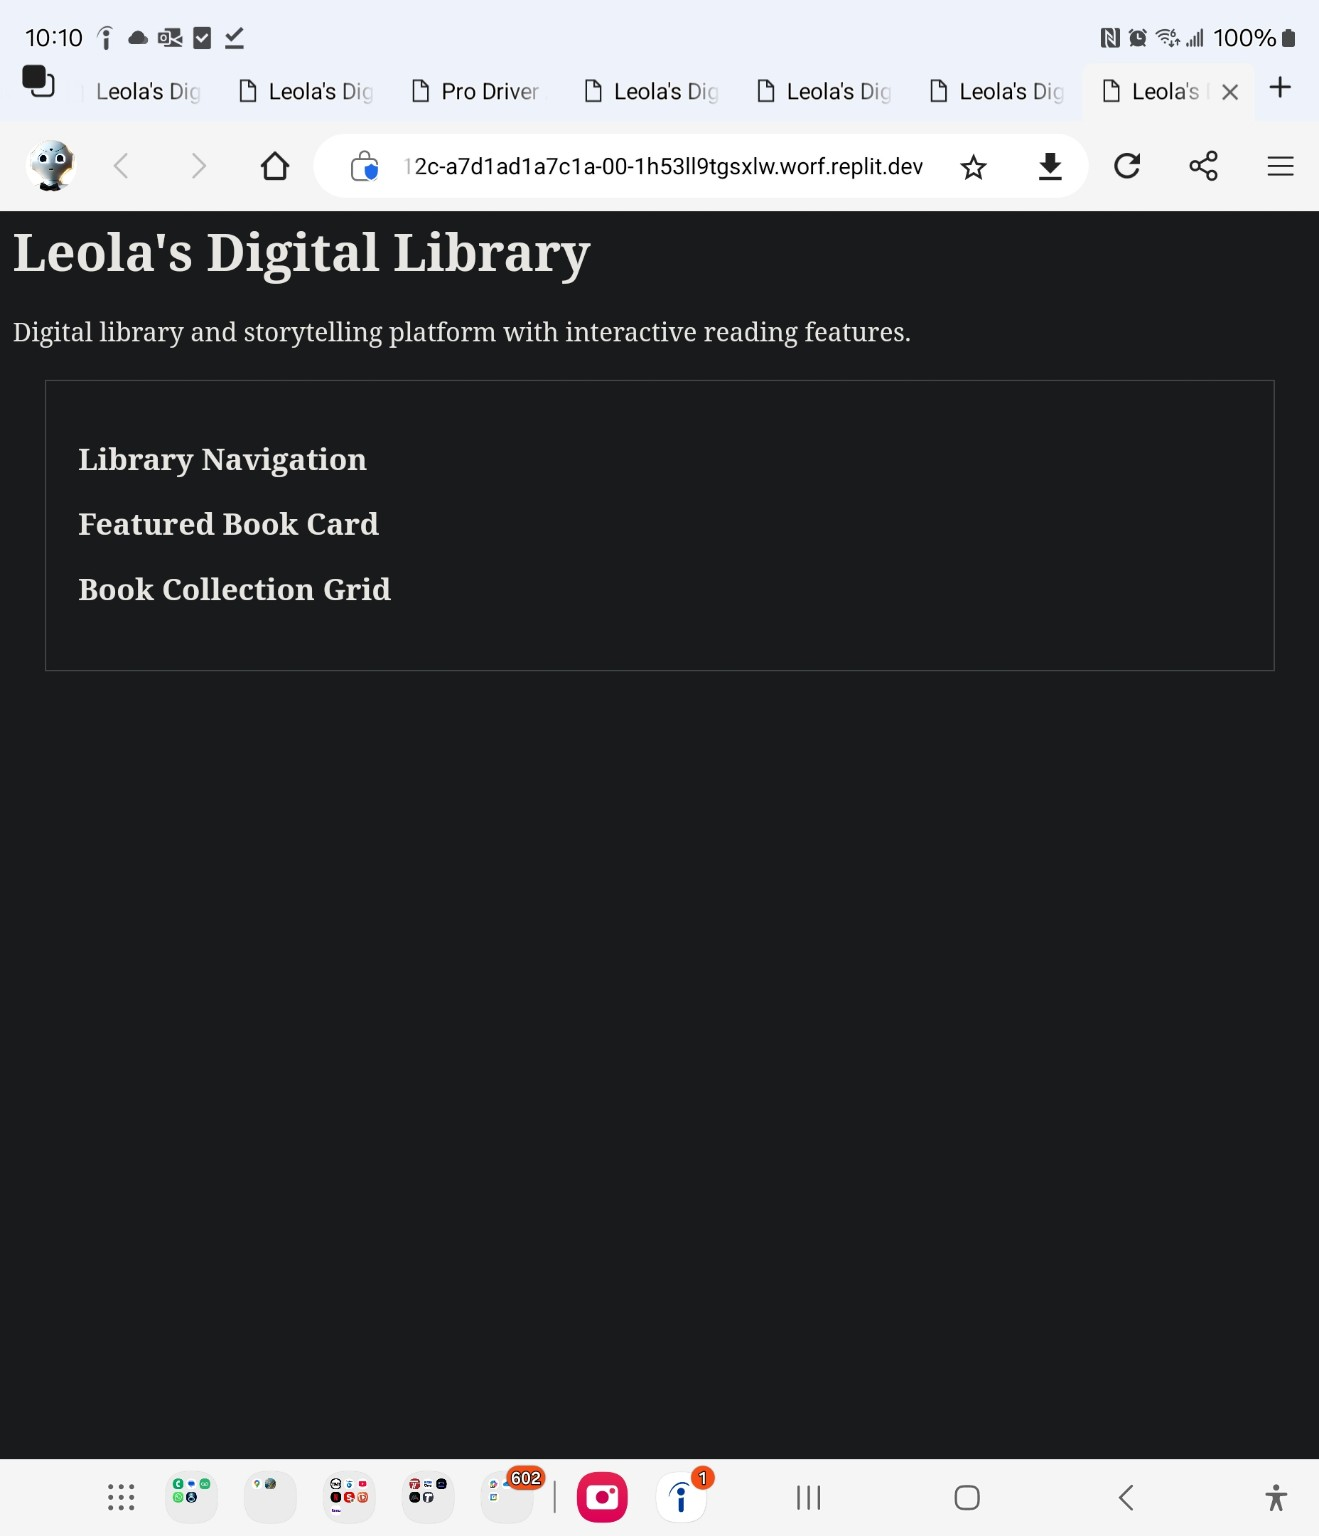 10:10
100%
Leola's Dig
Leola's Dig
Pro Driver
Leola's Dig
Leola's Dig
Leola's Dig
Leola's
12c-a7d1ad1a7c1a-00-1h53ll9tgsxlw.worf.replit.dev
Leola's Digital Library
Digital library and storytelling platform with interactive reading features.
Library Navigation
Featured Book Card
Book Collection Grid
602
1